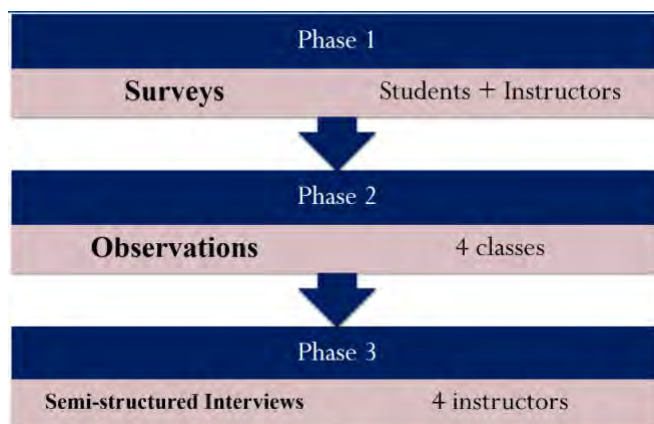 Phase 1
Surveys Students + Instructors
Phase 2
Observations 4 classes
Phase 3
Semi-structured Interviews 4 instructors